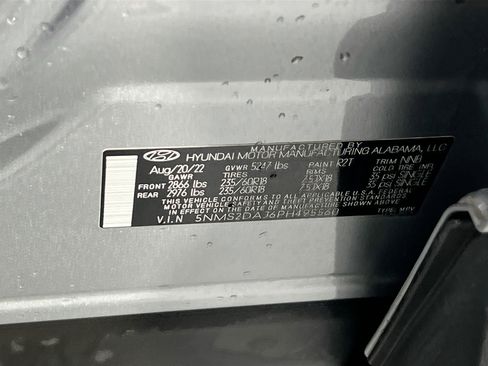 MANUFACTURED BY
HYUNDAI MOTOR MANUFACTURING ALABAMA, LLC
Aug/20/22 GVWR 5247 lbs PAINT R2T TRIM NNB
GAWR TIRES RIMS COLD TIRE INF.
FRONT 2866 lbs 235/60R18 7.5JX18 35 psi SINGLE
REAR 2976 lbs 235/60R18 7.5JX18 35 psi SINGLE
THIS VEHICLE CONFORMS TO ALL APPLICABLE U.S.A. FEDERAL
MOTOR VEHICLE SAFETY AND THEFT PREVENTION STANDARDS
IN EFFECT ON THE DATE OF MANUFACTURE SHOWN ABOVE.
V.I.N 5NMS2DAJ6PH495560 TYPE: MPV